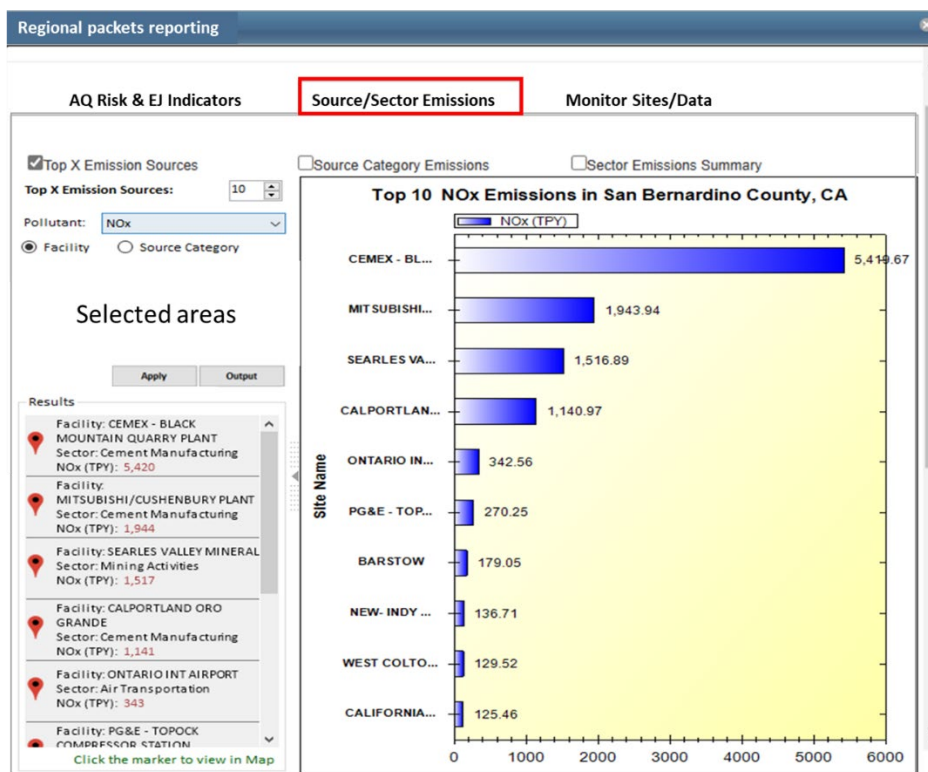 Regional packets reporting
AQ Risk & EJ Indicators
Source/Sector Emissions
Monitor Sites/Data
Top X Emission Sources
Source Category Emissions
Sector Emissions Summary
Top X Emission Sources:
10
Pollutant:
NOx
Facility
Source Category
Selected areas
Apply
Output
Results
Facility: CEMEX - BLACK
MOUNTAIN QUARRY PLANT
Sector: Cement Manufacturing
NOx (TPY): 5,420
Facility:
MITSUBISHI/CUSHENBURY PLANT
Sector: Cement Manufacturing
NOx (TPY): 1,944
Facility: SEARLES VALLEY MINERAL
Sector: Mining Activities
NOx (TPY): 1,517
Facility: CALPORTLAND ORO
GRANDE
Sector: Cement Manufacturing
NOx (TPY): 1,141
Facility: ONTARIO INT AIRPORT
Sector: Air Transportation
NOx (TPY): 343
Facility: PG&E - TOPOCK
COMPRESSOR STATION
Click the marker to view in Map
Top 10 NOx Emissions in San Bernardino County, CA
NOx (TPY)
Site Name
CEMEX - BL...
5,419.67
MITSUBISHI...
1,943.94
SEARLES VA...
1,516.89
CALPORTLAN...
1,140.97
ONTARIO IN...
342.56
PG&E - TOP...
270.25
BARSTOW
179.05
NEW- INDY ...
136.71
WEST COLTO...
129.52
CALIFORNIA...
125.46
0
1000
2000
3000
4000
5000
6000